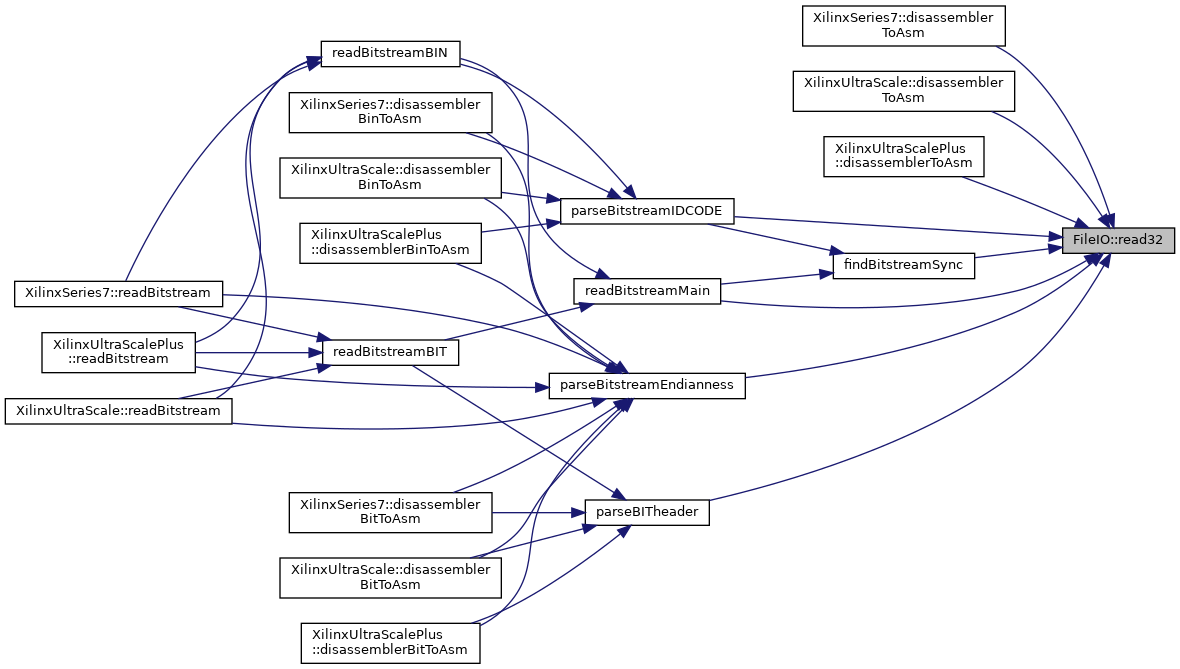 XilinxSeries7::disassembler
ToAsm
readBitstreamBIN
XilinxUltraScale::disassembler
ToAsm
XilinxSeries7::disassembler
BinToAsm
XilinxUltraScalePlus
::disassemblerToAsm
XilinxUltraScale::disassembler
BinToAsm
parseBitstreamIDCODE
XilinxUltraScalePlus
::disassemblerBinToAsm
FileIO::read32
findBitstreamSync
XilinxSeries7::readBitstream
readBitstreamMain
XilinxUltraScalePlus
::readBitstream
readBitstreamBIT
parseBitstreamEndianness
XilinxUltraScale::readBitstream
XilinxSeries7::disassembler
BitToAsm
parseBITheader
XilinxUltraScale::disassembler
BitToAsm
XilinxUltraScalePlus
::disassemblerBitToAsm